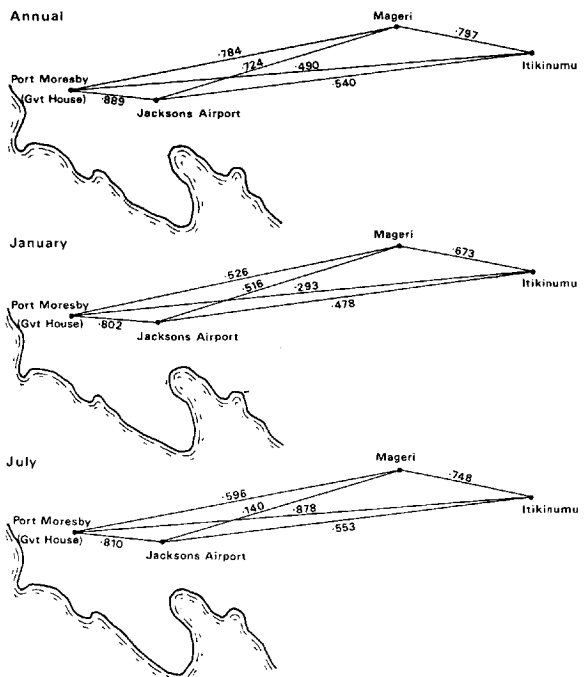 Annual
Mageri
.784
.797
.724
.490
Itikinumu
Port Moresby
.540
(Gvt House)
.889
Jacksons Airport
January
Mageri
.526
.673
.516
.293
Itikinumu
Port Moresby
.478
(Gvt House)
.802
Jacksons Airport
July
Mageri
.596
.748
.140
.878
Itikinumu
Port Moresby
.553
(Gvt House)
.810
Jacksons Airport